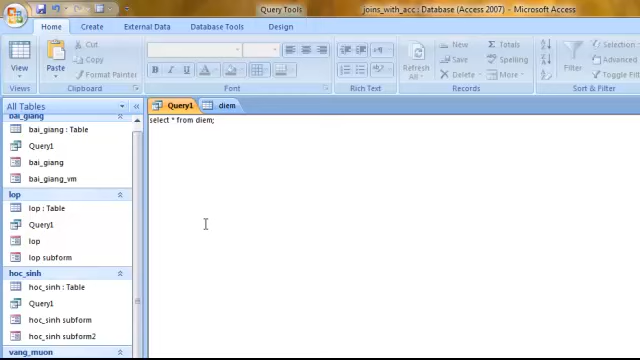 Query Tools
joins_with_acc : Database (Access 2007) - Microsoft Access
Home
Create
External Data
Database Tools
Design
View
Paste
Cut
Copy
Format Painter
New
Save
Delete
Totals
Spelling
More
Filter
Selection
Advanced
Toggle Filt
Views
Clipboard
Font
Rich Text
Records
Sort & Filter
All Tables
Query1
diem
select * from diem;
bai_giang
bai_giang : Table
Query1
bai_giang
bai_giang_vm
lop
lop : Table
Query1
lop
lop subform
hoc_sinh
hoc_sinh : Table
Query1
hoc_sinh subform
hoc_sinh subform2
vang_muon